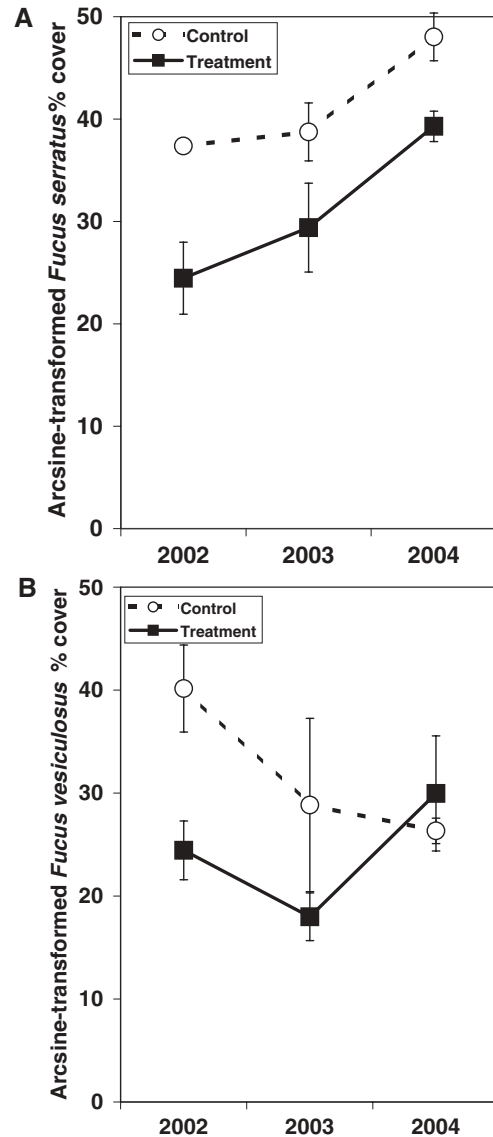 A
Arcsine-transformed Fucus serratus% cover
50
40
30
20
10
0
Control
Treatment
2002 2003 2004
B
Arcsine-transformed Fucus vesiculosus % cover
50
40
30
20
10
0
Control
Treatment
2002 2003 2004